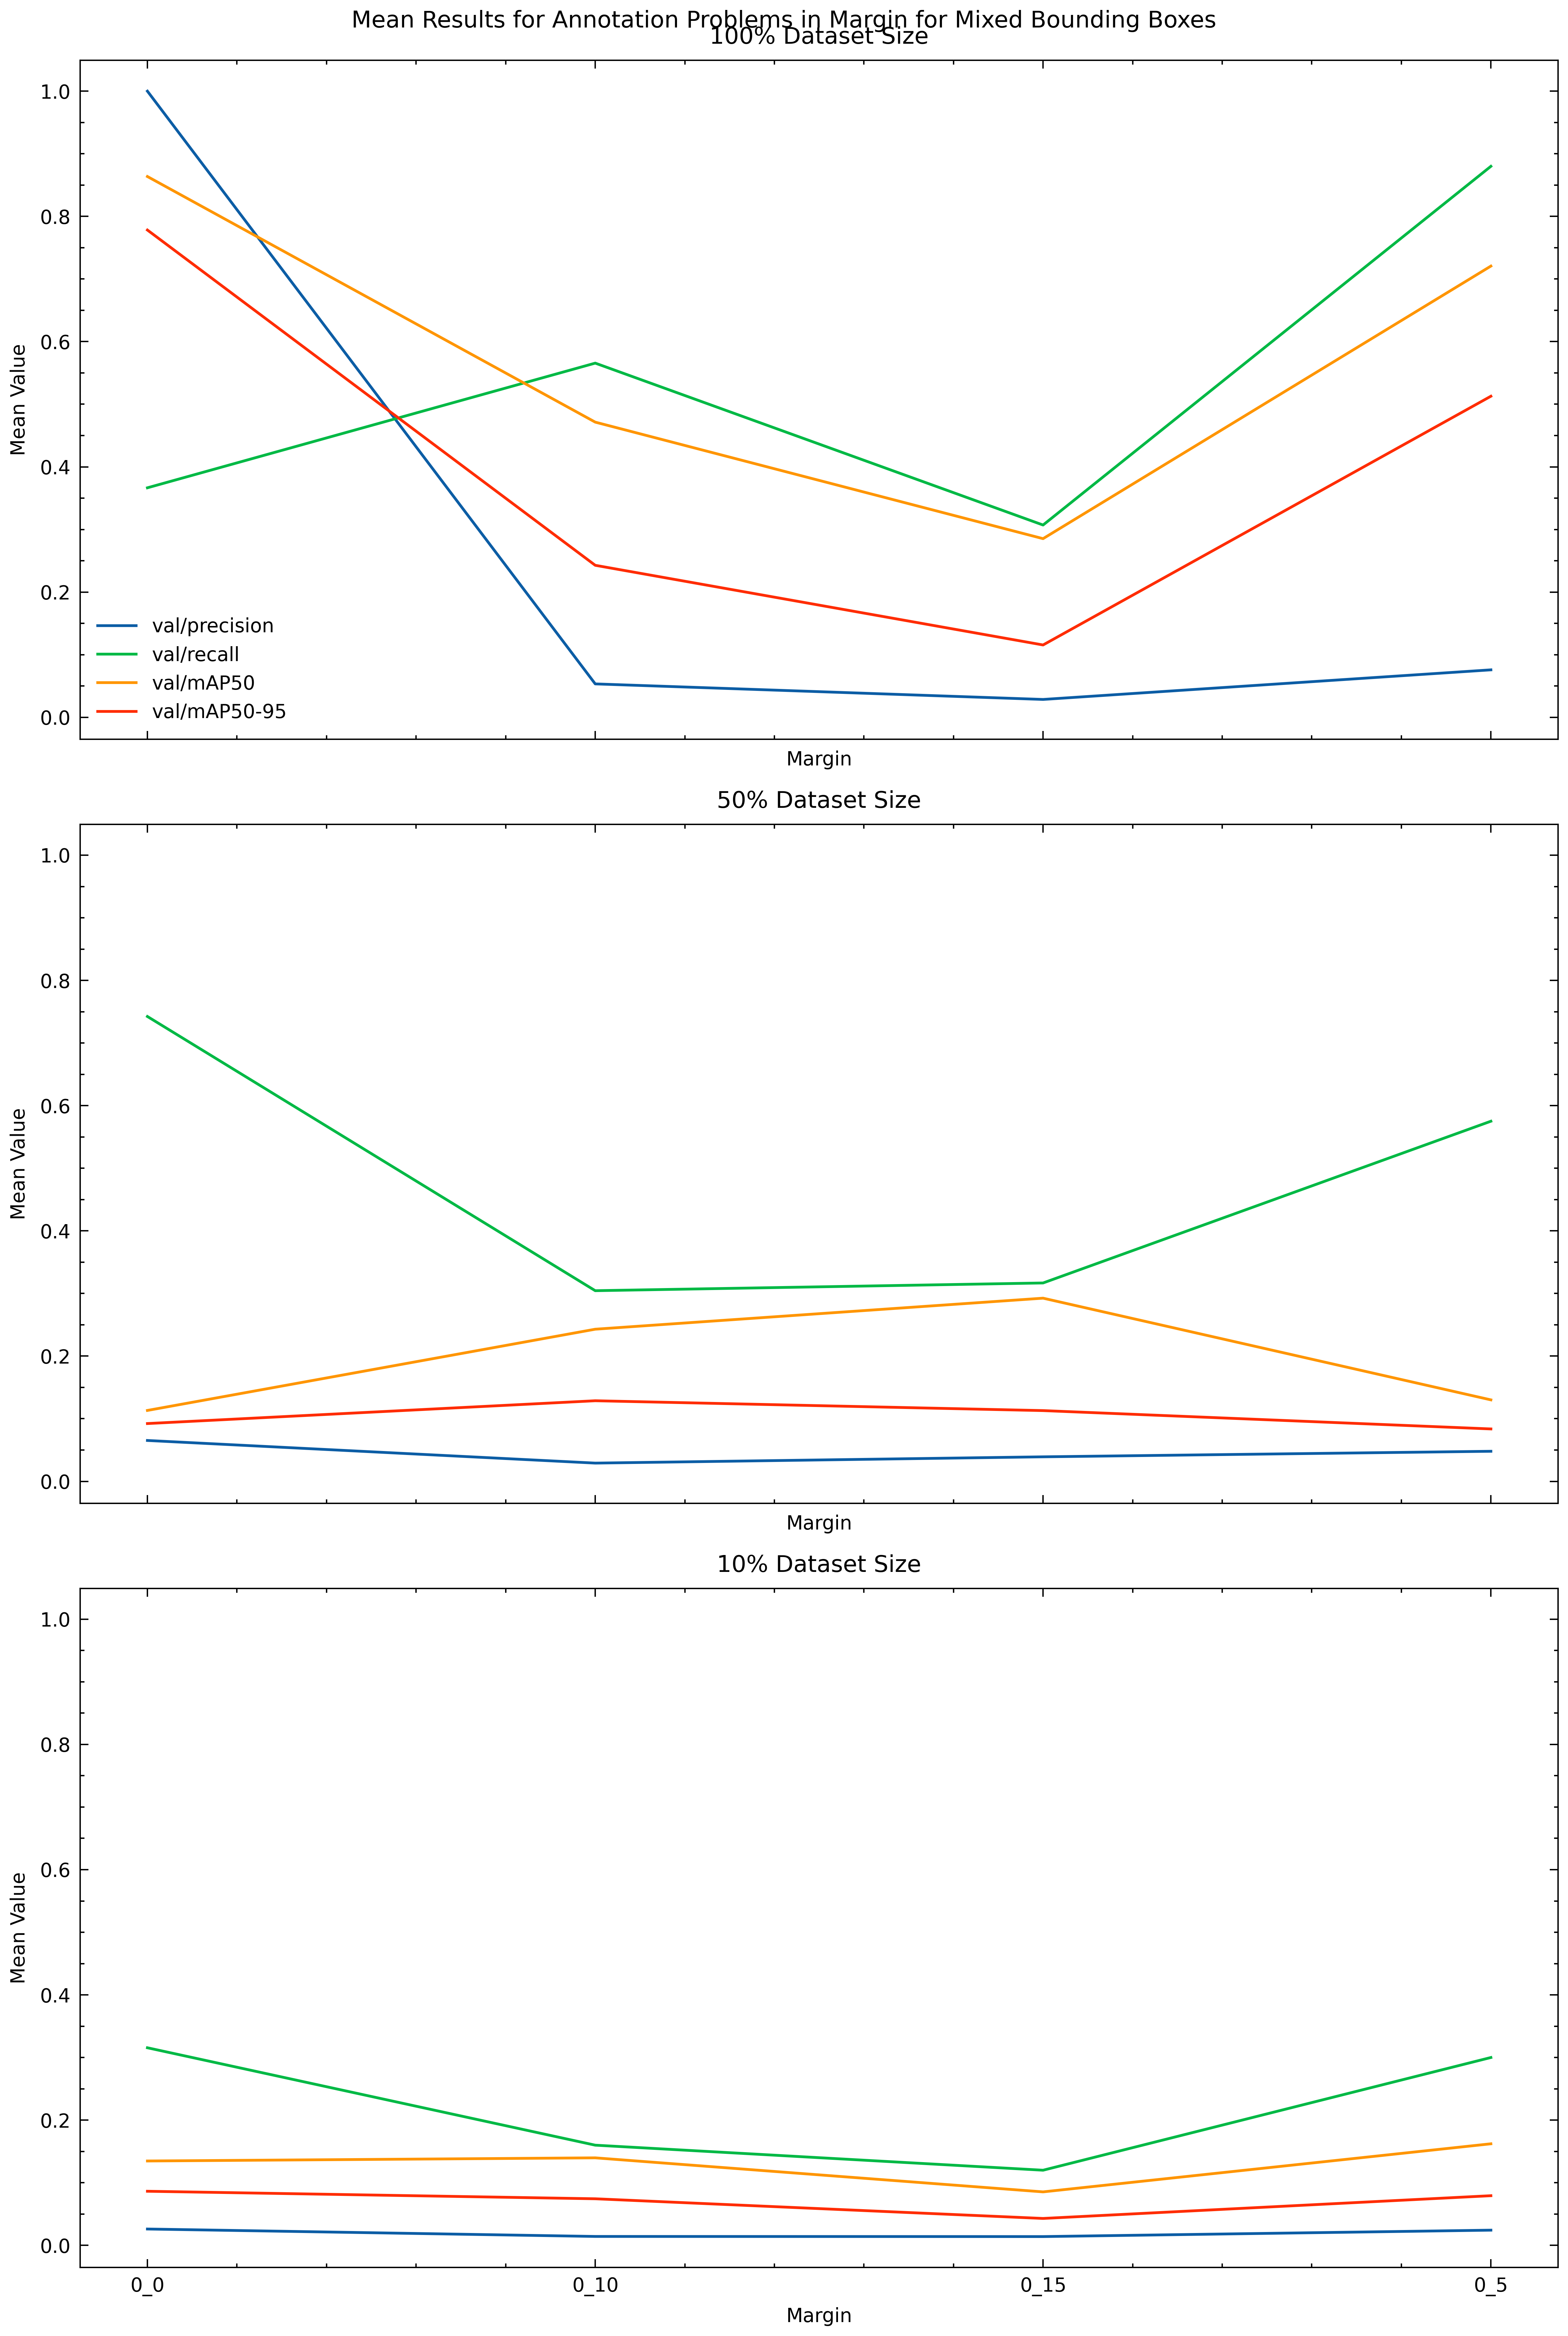 Mean Results for Annotation Problems in Margin for Mixed Bounding Boxes
100% Dataset Size
1.0
0.8
0.6
0.4
0.2
0.0
Mean Value
val/precision
val/recall
val/mAP50
val/mAP50-95
Margin
50% Dataset Size
1.0
0.8
0.6
0.4
0.2
0.0
Mean Value
Margin
10% Dataset Size
1.0
0.8
0.6
0.4
0.2
0.0
Mean Value
0_0 0_10 0_15 0_5
Margin